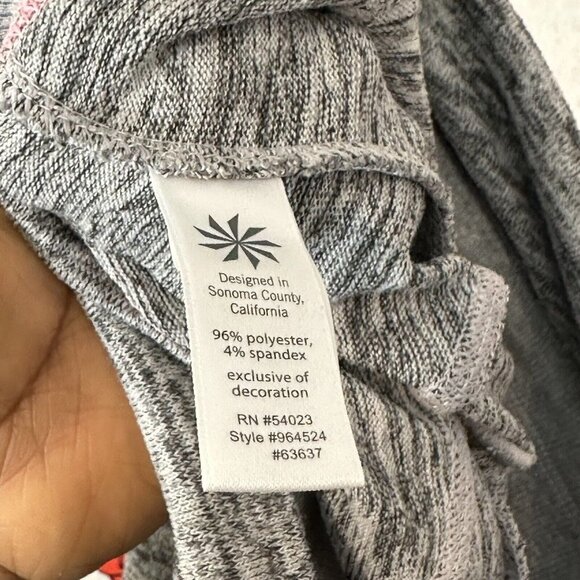 Designed in
Sonoma County,
California
96% polyester,
4% spandex
exclusive of
decoration
RN #54023
Style #964524
#63637